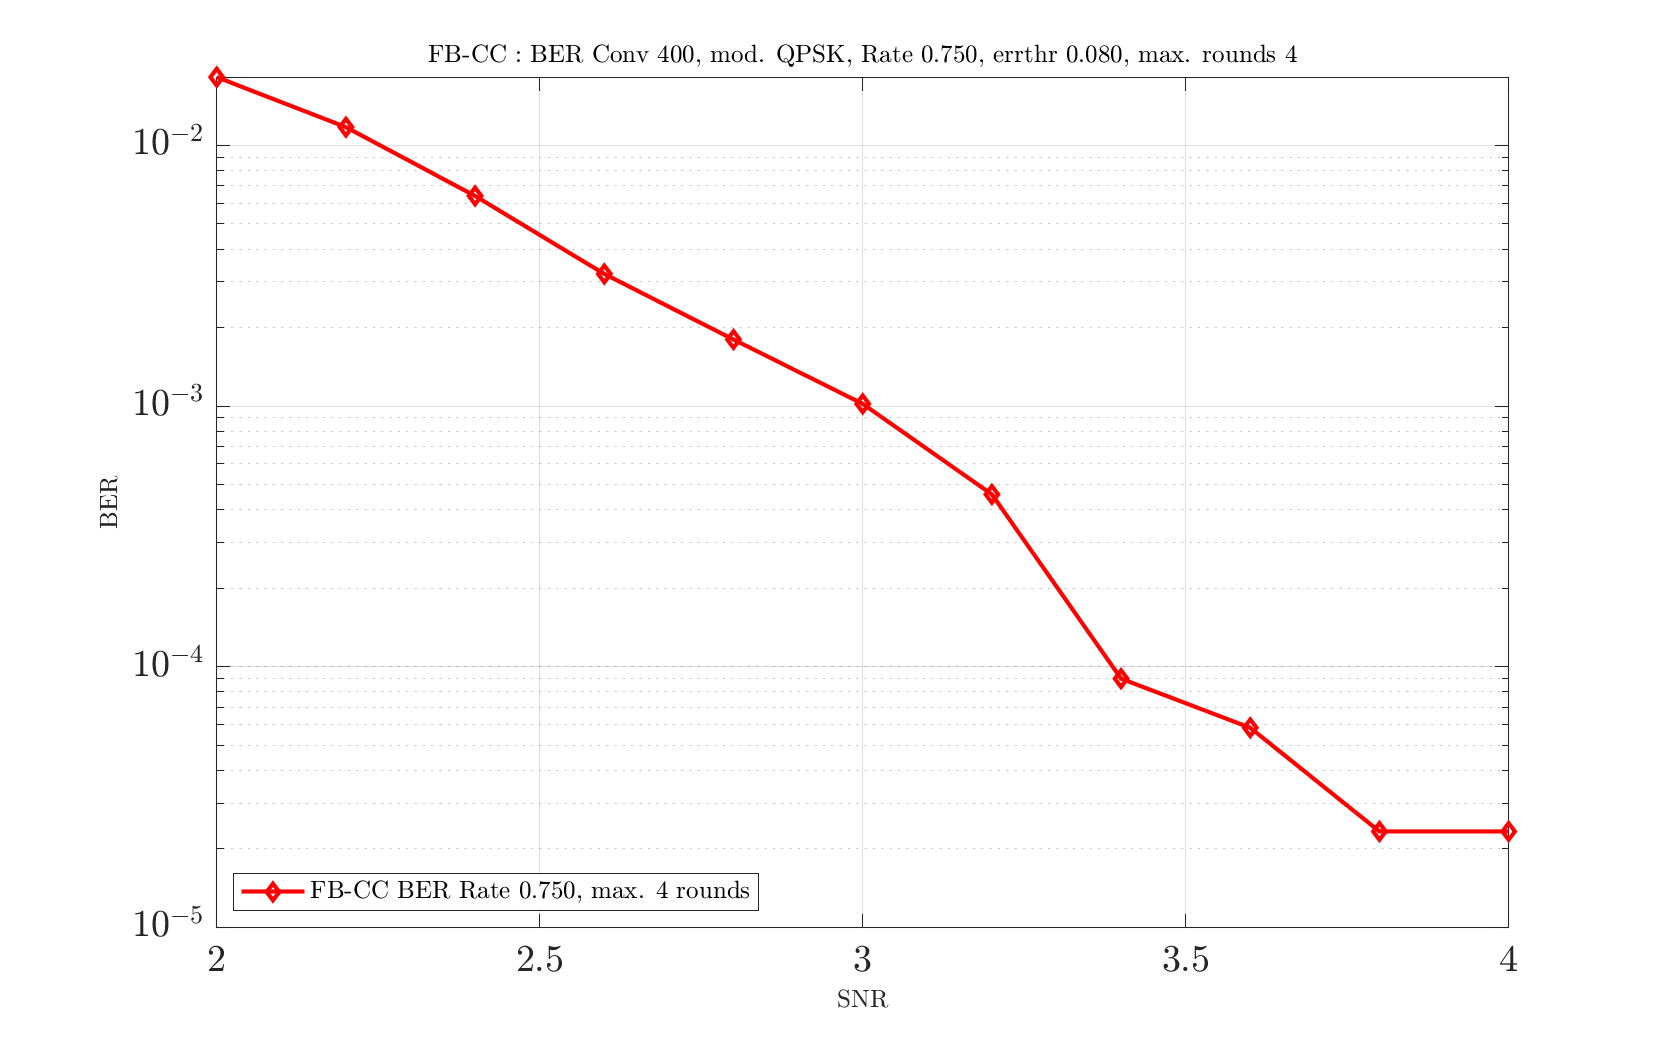 FB-CC : BER Conv 400, mod. QPSK, Rate 0.750, errthr 0.080, max. rounds 4
10^{-2}
10^{-3}
10^{-4}
10^{-5}
BER
FB-CC BER Rate 0.750, max. 4 rounds
2 2.5 3 3.5 4
SNR